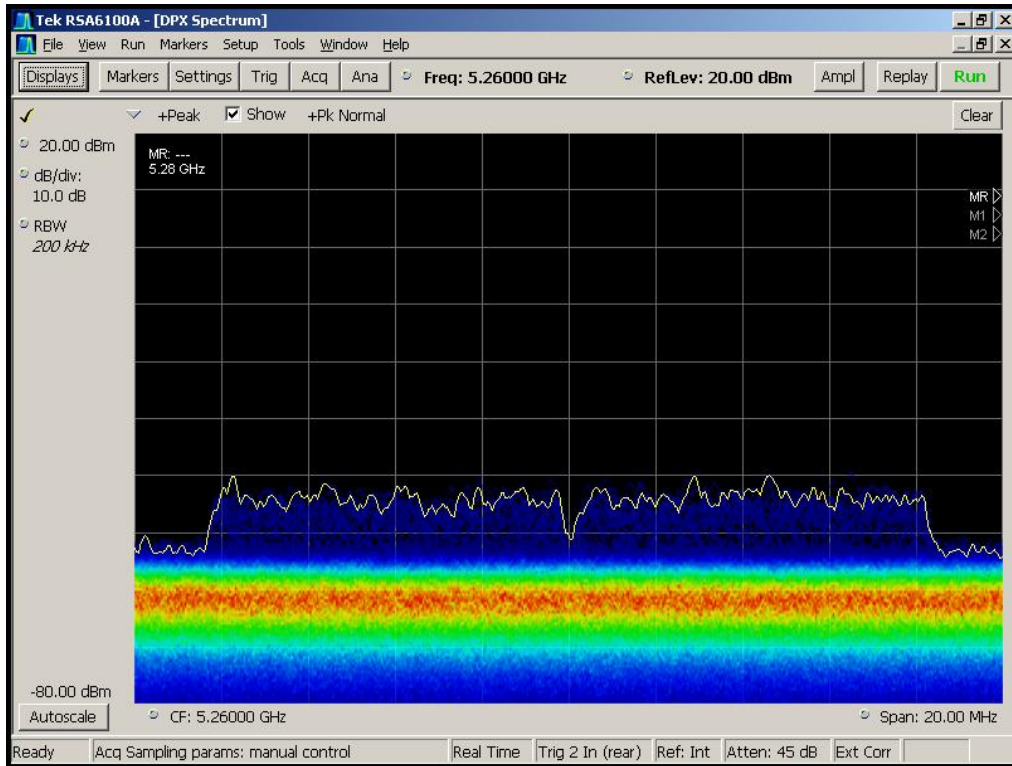 Tek RSA6100A - [DPX Spectrum]
File View Run Markers Setup Tools Window Help
Displays Markers Settings Trig Acq Ana Freq: 5.26000 GHz RefLev: 20.00 dBm Ampl Replay Run
+Peak Show +Pk Normal Clear
20.00 dBm
dB/div:
10.0 dB
RBW
200 kHz
MR: ---
5.28 GHz
MR
M1
M2
-80.00 dBm
Autoscale CF: 5.26000 GHz Span: 20.00 MHz
Ready Acq Sampling params: manual control Real Time Trig 2 In (rear) Ref: Int Atten: 45 dB Ext Corr